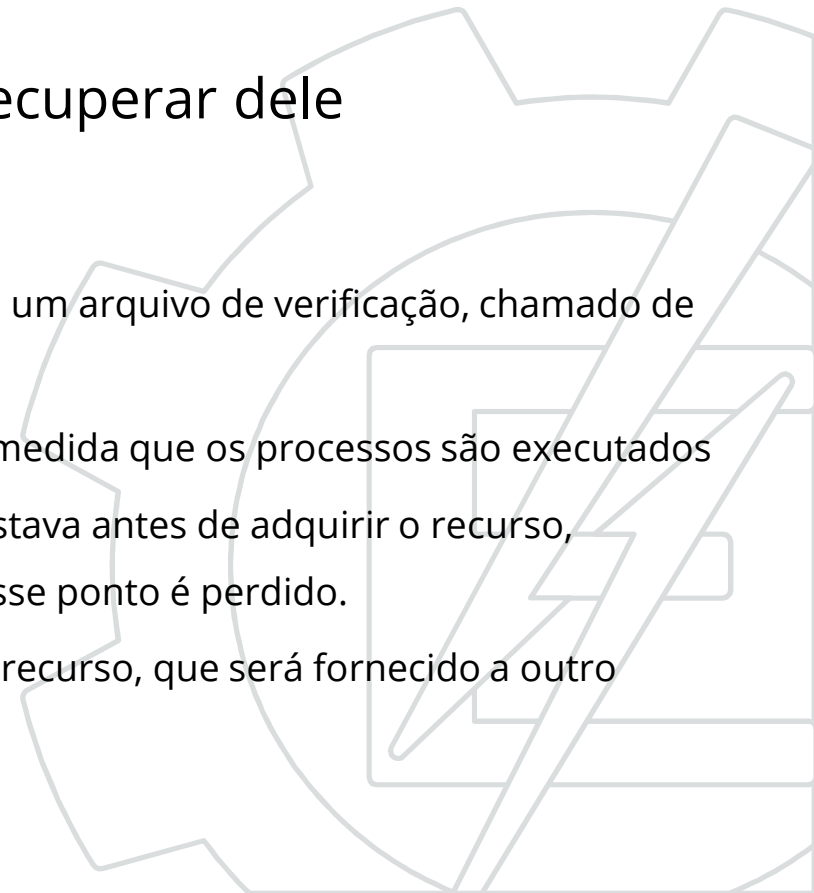 ecuperar dele
um arquivo de verificação, chamado de
medida que os processos são executados
stava antes de adquirir o recurso,
sse ponto é perdido.
recurso, que será fornecido a outro